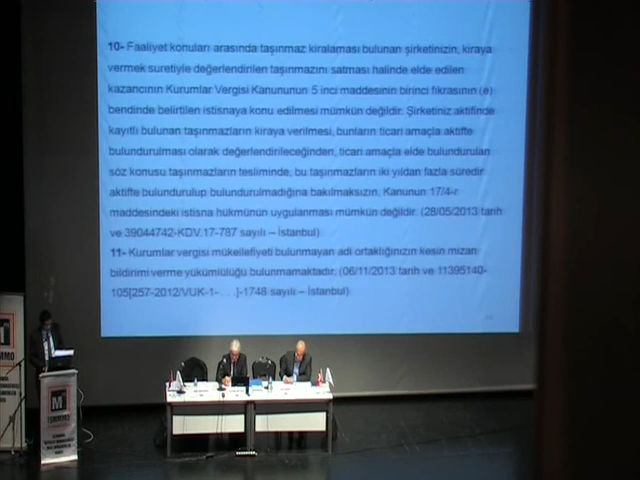 10- Faaliyet konuları arasında taşınmaz kiralaması bulunan şirketinizin, kiraya
vermek suretiyle değerlendirilen taşınmazını satması halinde elde edilen
kazancının Kurumlar Vergisi Kanununun 5 inci maddesinin birinci fıkrasının (e)
bendinde belirtilen istisnaya konu edilmesi mümkün değildir. Şirketiniz aktifinde
kayıtlı bulunan taşınmazların kiraya verilmesi, bunların ticari amaçla aktifte
bulundurulması olarak değerlendirileceğinden, ticari amaçla elde bulundurulan
söz konusu taşınmazların tesliminde, bu taşınmazların iki yıldan fazla süredir
aktifte bulundurulup bulundurulmadığına bakılmaksızın, Kanunun 17/4-r
maddesindeki istisna hükmünün uygulanması mümkün değildir. (28/05/2013 tarih
ve 39044742-KDV.17-787 sayılı – İstanbul)
11- Kurumlar vergisi mükellefiyeti bulunmayan adi ortaklığınızın kesin mizan
bildirimi verme yükümlülüğü bulunmamaktadır. (06/11/2013 tarih ve 11395140-
105[257-2012/VUK-1- . . .]-1748 sayılı – İstanbul)
M